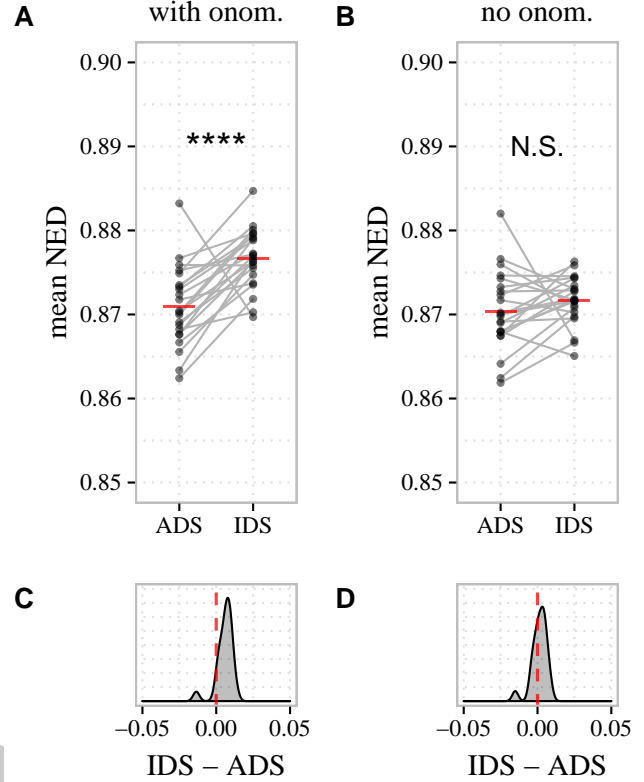 A
with onom.
0.90
0.89
0.88
0.87
0.86
0.85
mean NED
****
ADS IDS
B
no onom.
0.90
0.89
0.88
0.87
0.86
0.85
mean NED
N.S.
ADS IDS
C
−0.05 0.00 0.05
IDS − ADS
D
−0.05 0.00 0.05
IDS − ADS